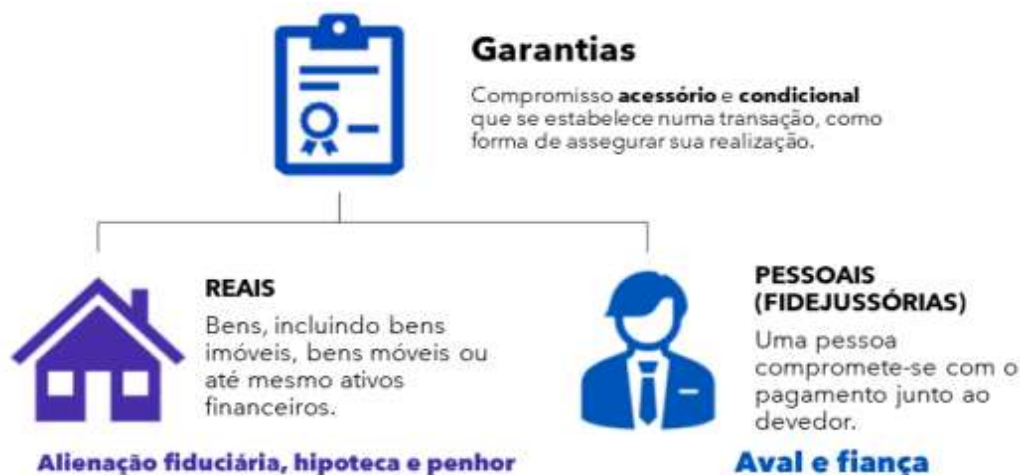 Garantias
Compromisso acessório e condicional
que se estabelece numa transação, como
forma de assegurar sua realização.
REAIS
Bens, incluindo bens
imóveis, bens móveis ou
até mesmo ativos
financeiros.
Alienação fiduciária, hipoteca e penhor
PESSOAIS
(FIDEJUSSÓRIAS)
Uma pessoa
compromete-se com o
pagamento junto ao
devedor.
Aval e fiança